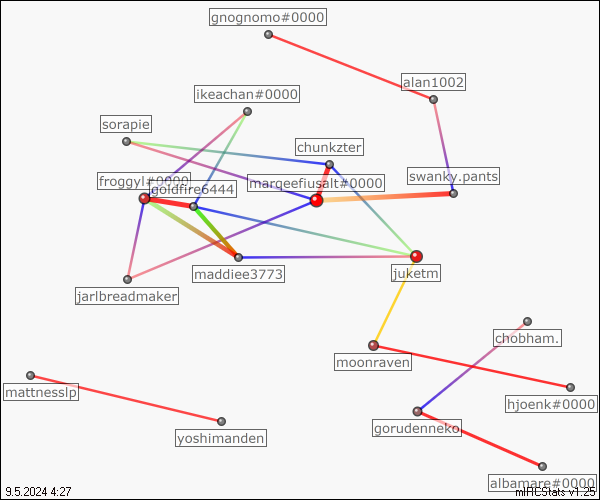 gnognomo#0000
alan1002
ikeachan#0000
sorapie
chunkzter
froggyl#0000
goldfire6444
marqeefiusalt#0000
swanky.pants
maddiee3773
juketm
jarlbreadmaker
chobham.
moonraven
mattnesslp
hjoenk#0000
gorudenneko
yoshimanden
albamare#0000
9.5.2024 4:27
mIRCStats v1.25